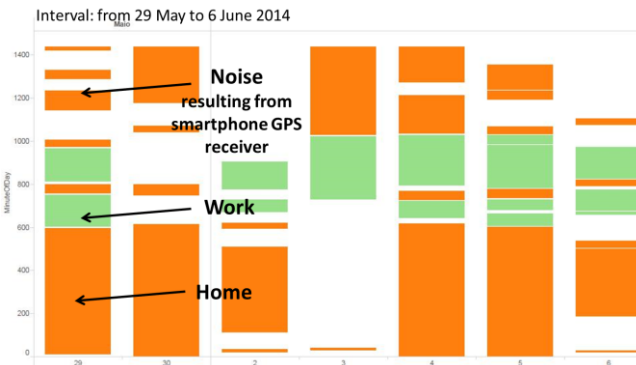 Interval: from 29 May to 6 June 2014
Maio
1400
1200
1000
800
600
400
200
0
MinuteOfDay
Noise
resulting from
smartphone GPS
receiver
Work
Home
29
30
2
3
4
5
6